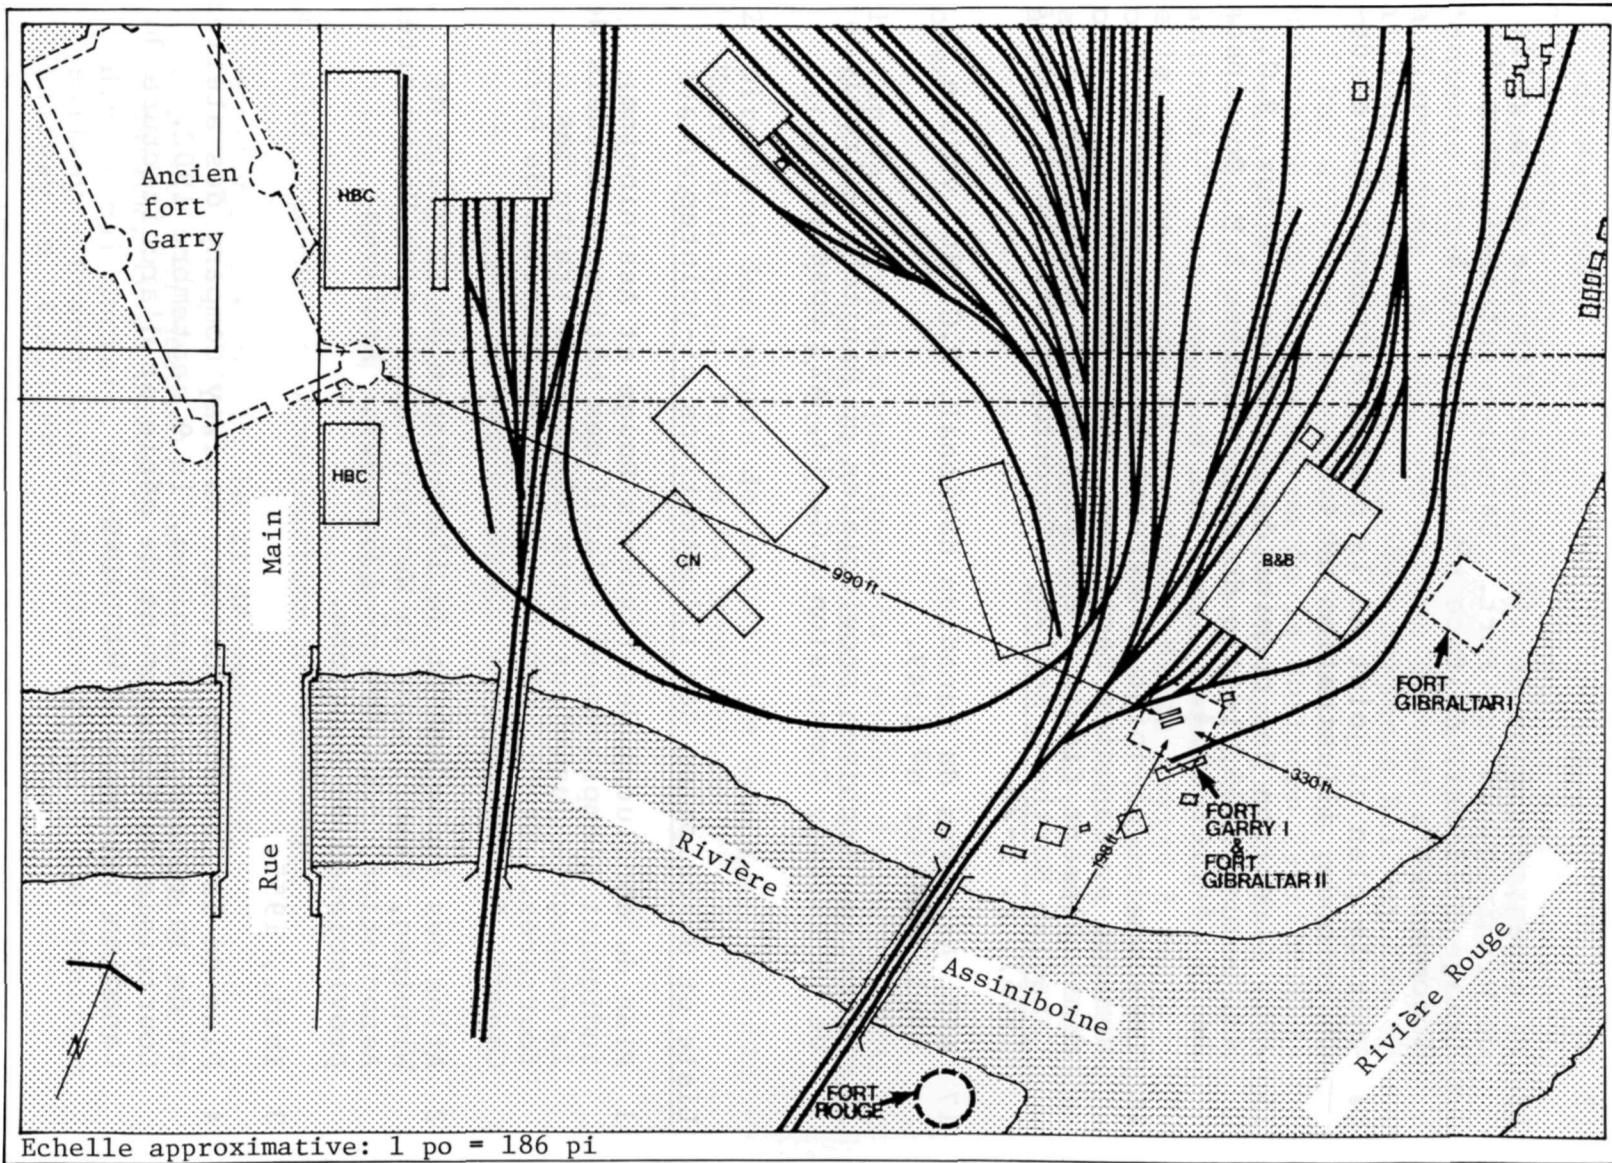 Ancien
fort
Garry
HBC
HBC
Main
Rue
CN
990 ft
B&B
FORT
GIBRALTAR I
330 ft
198 ft
FORT
GARRY I
&
FORT
GIBRALTAR II
Rivière
Assiniboine
Rivière Rouge
FORT
ROUGE
N
Echelle approximative: 1 po = 186 pi